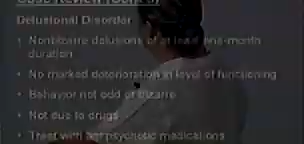 Delusional Disorder
• Nonbizarre delusions of at least one-month
duration
• No marked deterioration in level of functioning
• Behavior not odd or bizarre
• Not due to drugs
• Treat with antipsychotic medications